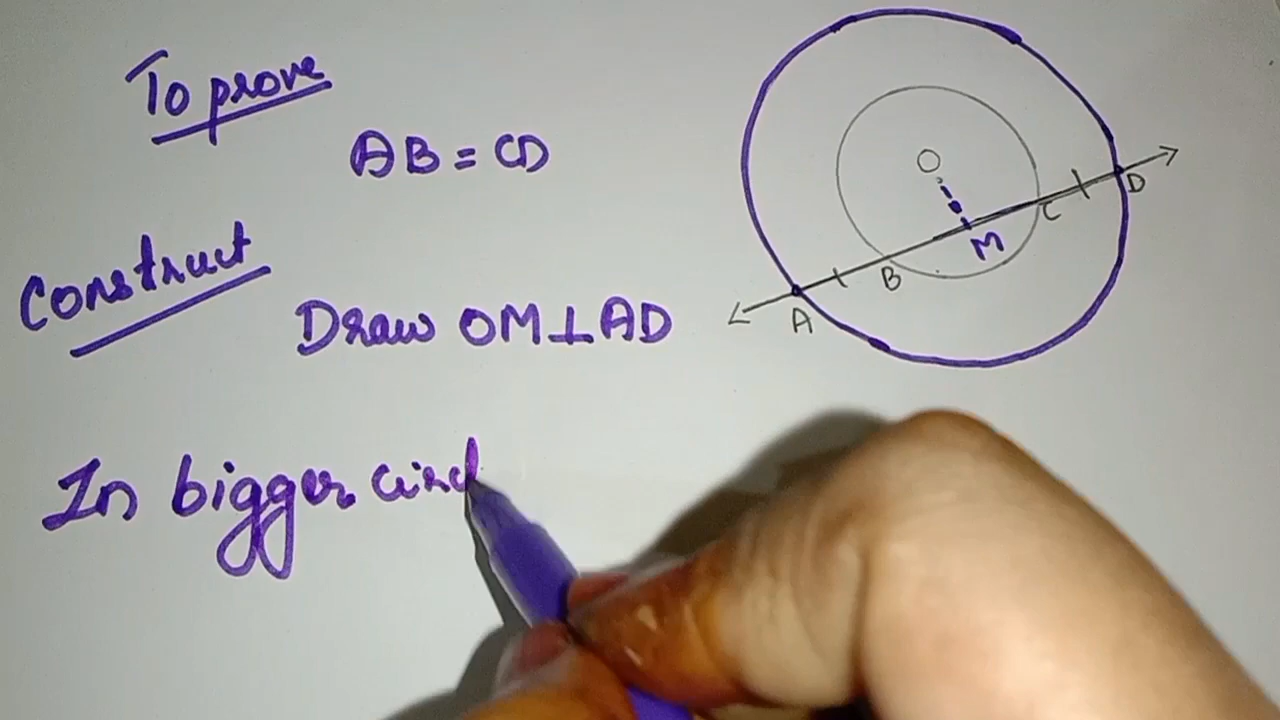 To prove
AB = CD
Construct
Draw OM⊥AD
In bigger circl
O
M
C
D
B
A